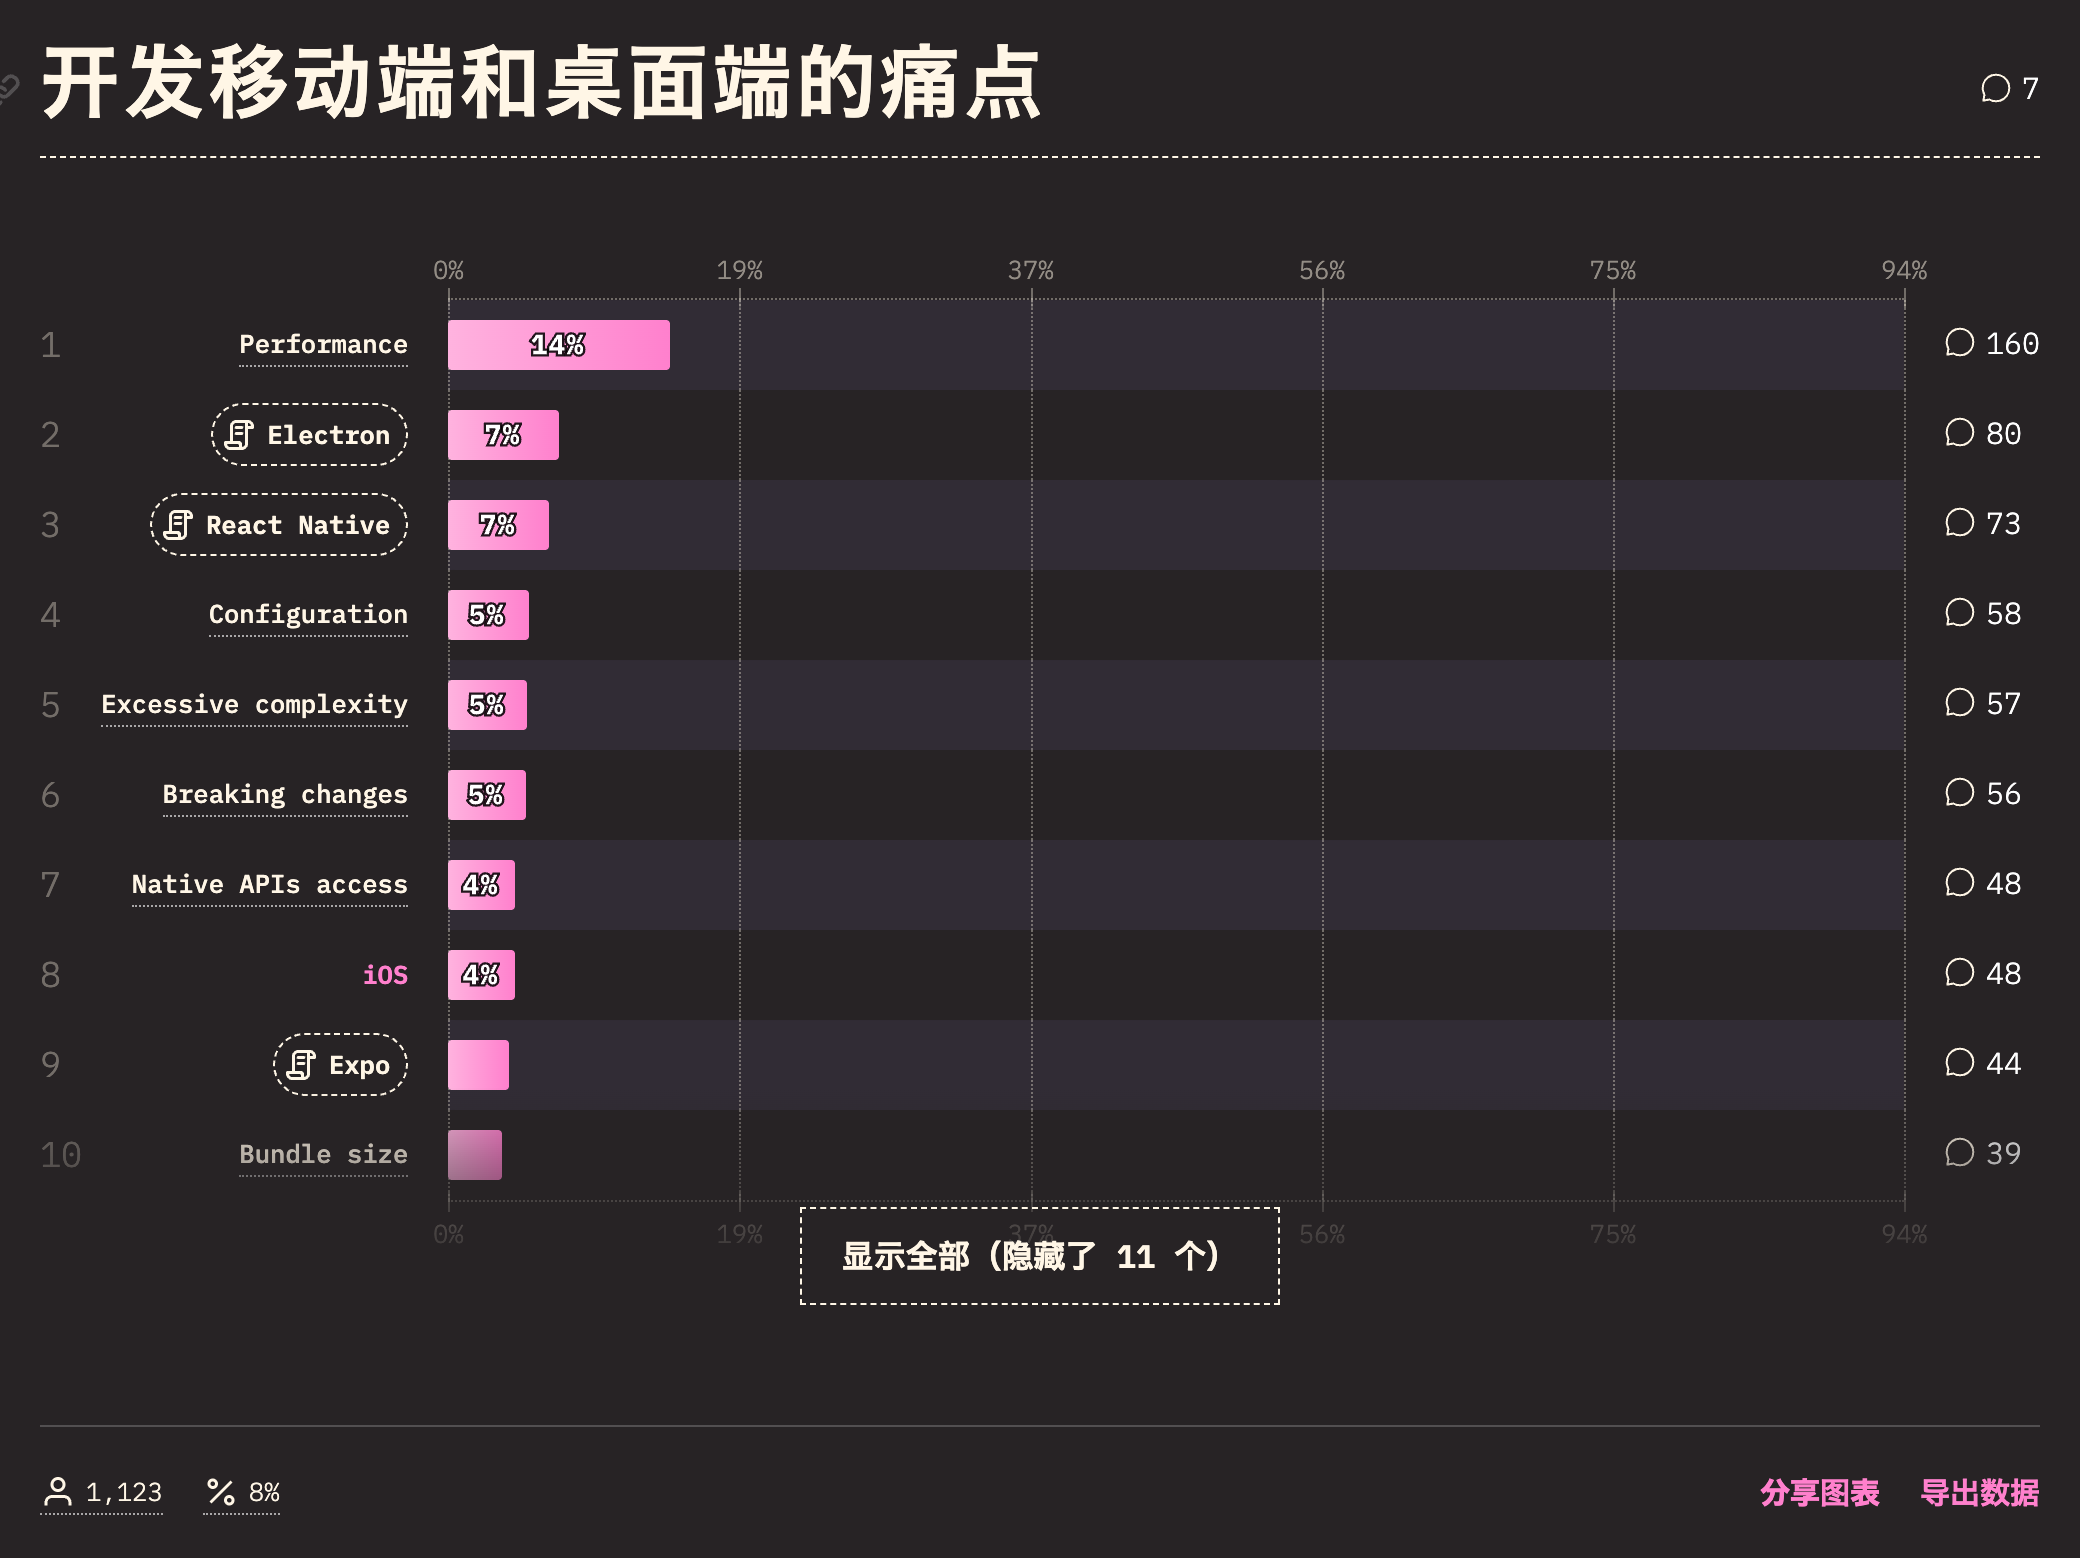 开发移动端和桌面端的痛点
7
0% 19% 37% 56% 75% 94%
1 Performance 14% 160
2 Electron 7% 80
3 React Native 7% 73
4 Configuration 5% 58
5 Excessive complexity 5% 57
6 Breaking changes 5% 56
7 Native APIs access 4% 48
8 iOS 4% 48
9 Expo 44
10 Bundle size 39
0% 19% 37% 56% 75% 94%
显示全部（隐藏了 11 个）
1,123 8% 分享图表 导出数据